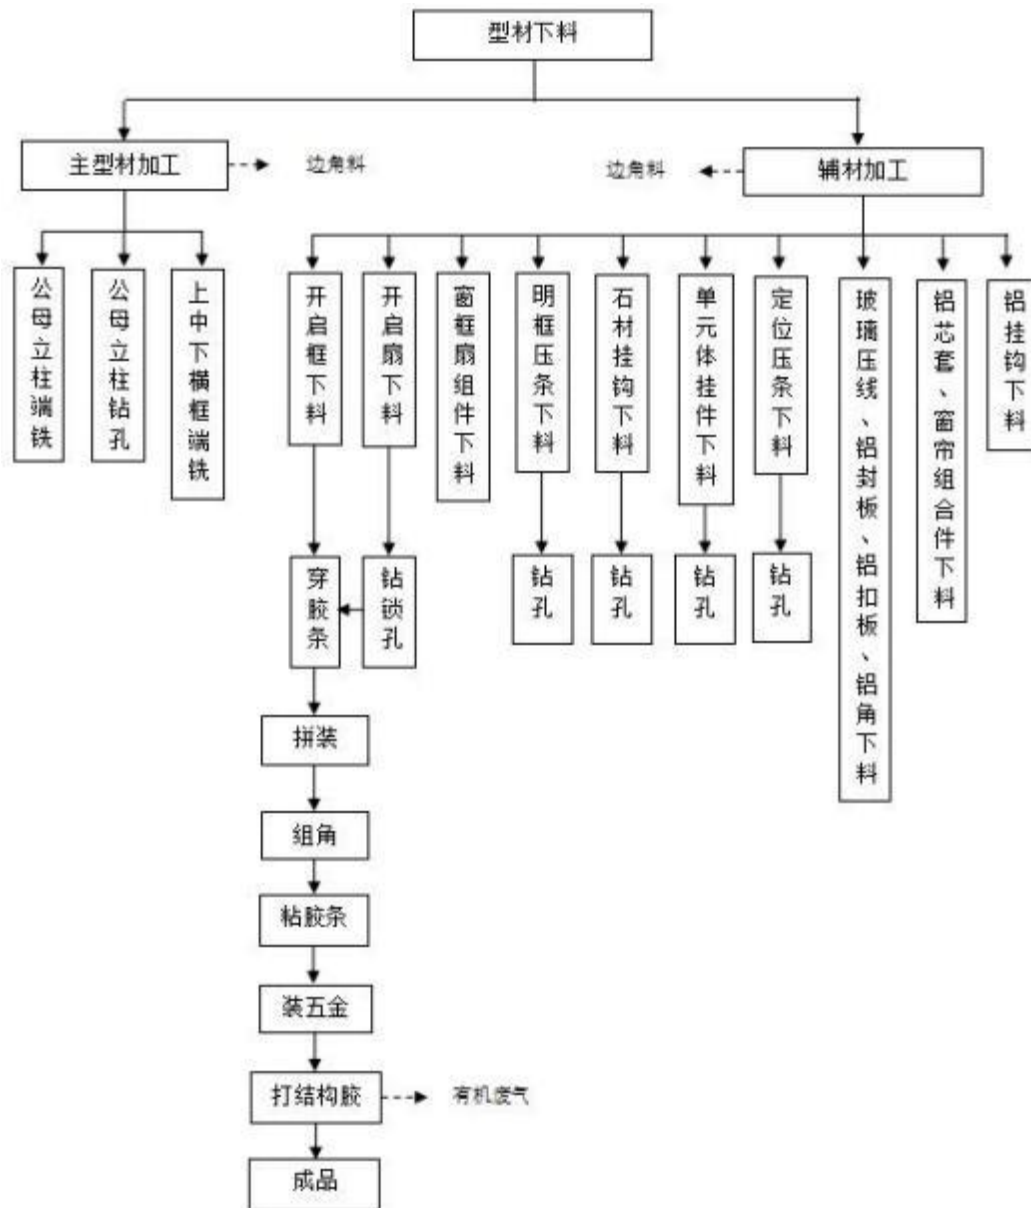 型材下料
主型材加工
边角料
边角料
辅材加工
公母立柱端铣
公母立柱钻孔
上中下横框端铣
开启框下料
开启扇下料
窗框扇组件下料
明框压条下料
石材挂钩下料
单元体挂件下料
定位压条下料
玻璃压线、铝封板、铝扣板、铝角下料
铝芯套、窗帘组合件下料
铝挂钩下料
穿胶条
钻锁孔
钻孔
钻孔
钻孔
钻孔
拼装
组角
粘胶条
装五金
打结构胶
有机废气
成品